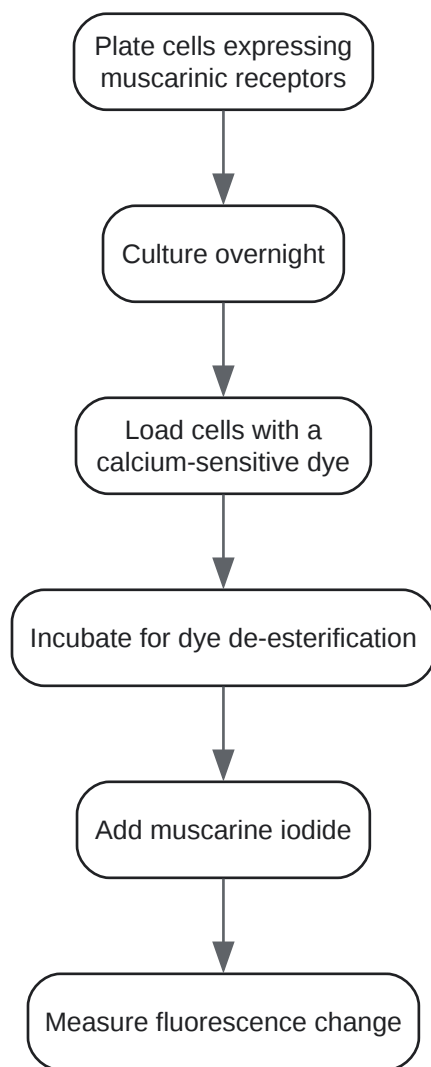 Plate cells expressing
muscarinic receptors
Culture overnight
Load cells with a
calcium-sensitive dye
Incubate for dye de-esterification
Add muscarine iodide
Measure fluorescence change